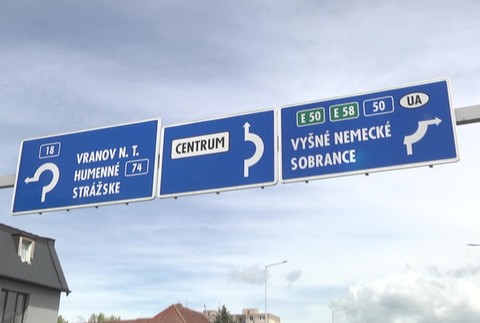 18
VRANOV N. T.
HUMENNÉ 74
STRÁŽSKE
CENTRUM
E 50 E 58 50 UA
VYŠNÉ NEMECKÉ
SOBRANCE